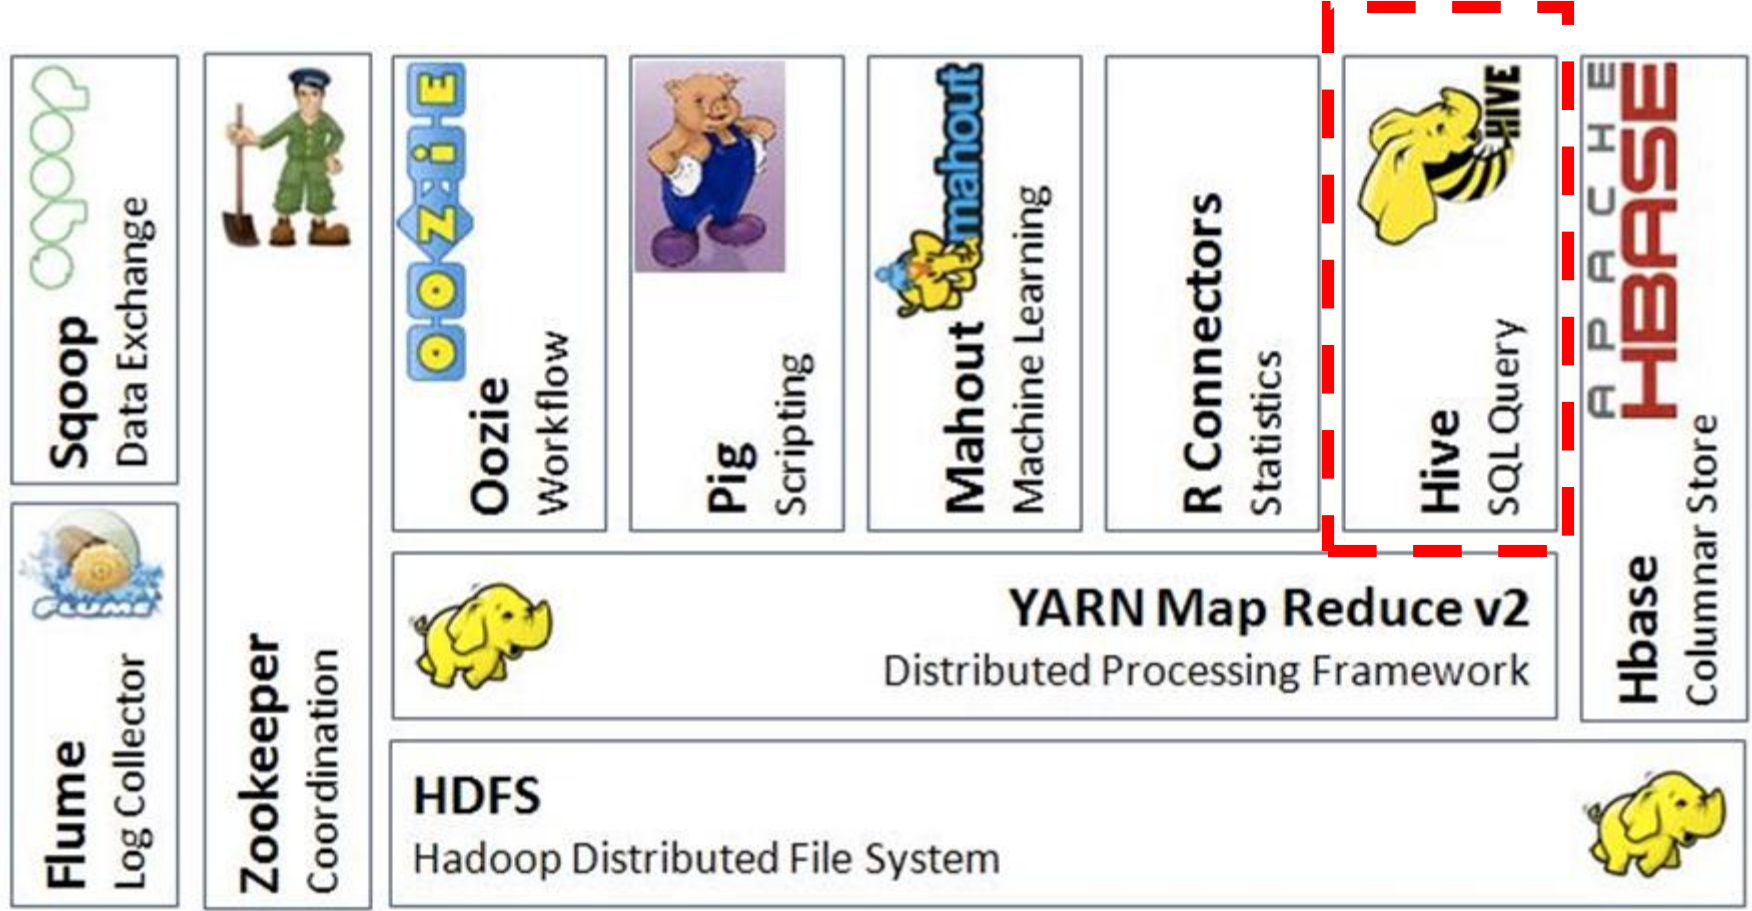 sqoop
Sqoop
Data Exchange
FLUME
Flume
Log Collector
Zookeeper
Coordination
OOZIE
Oozie
Workflow
Pig
Scripting
mahout
Mahout
Machine Learning
R Connectors
Statistics
HIVE
Hive
SQL Query
APACHE
HBASE
Hbase
Columnar Store
YARN Map Reduce v2
Distributed Processing Framework
HDFS
Hadoop Distributed File System